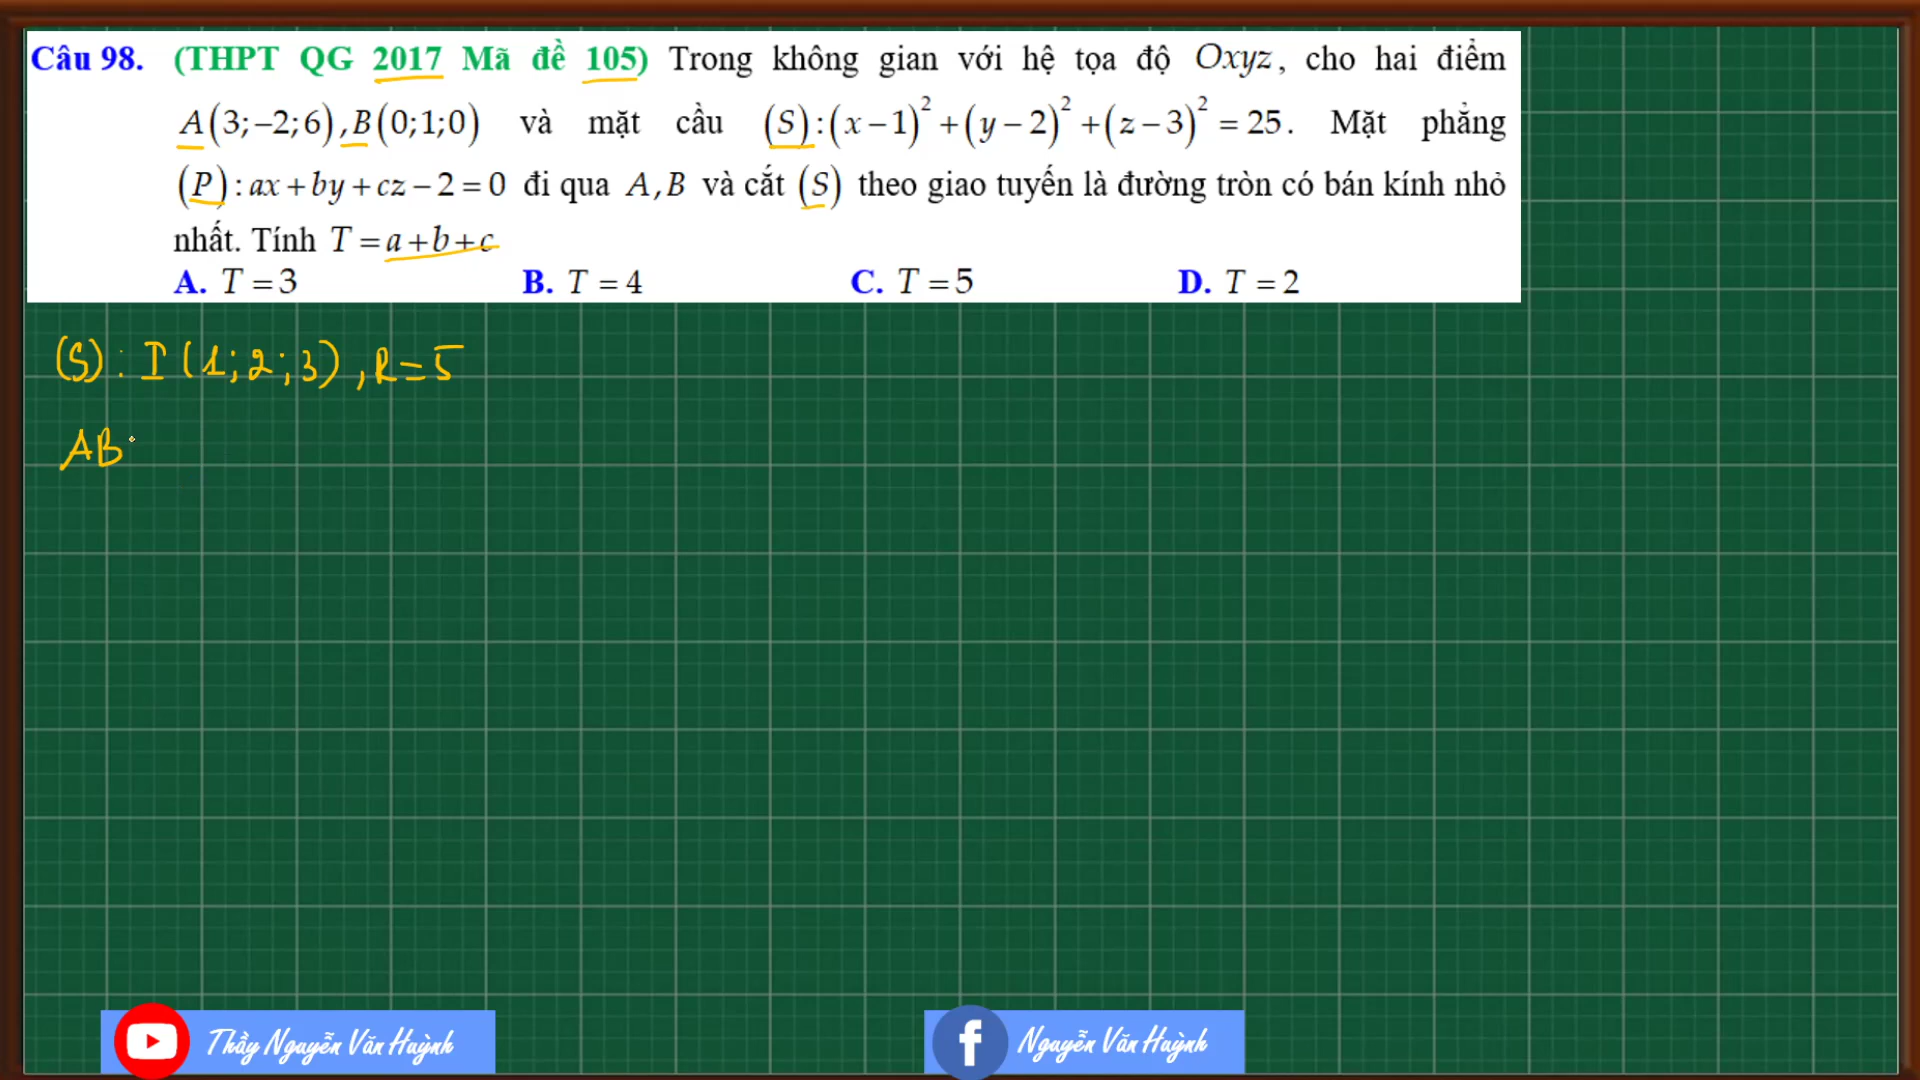 Câu 98. (THPT QG 2017 Mã đề 105) Trong không gian với hệ tọa độ Oxyz, cho hai điểm
A(3;−2;6), B(0;1;0) và mặt cầu (S):(x−1)²+(y−2)²+(z−3)²=25. Mặt phẳng
(P):ax+by+cz−2=0 đi qua A,B và cắt (S) theo giao tuyến là đường tròn có bán kính nhỏ
nhất. Tính T=a+b+c
A. T=3 B. T=4 C. T=5 D. T=2
(S): I(1;2;3), R=5
AB:
Thầy Nguyễn Văn Huỳnh
Nguyễn Văn Huỳnh